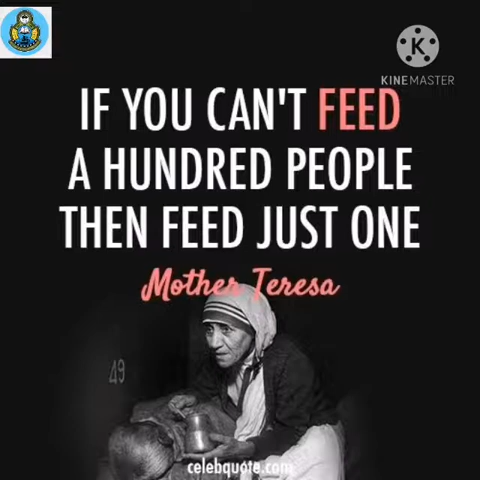 KINEMASTER
IF YOU CAN'T FEED
A HUNDRED PEOPLE
THEN FEED JUST ONE
Mother Teresa
49
celebquote.com